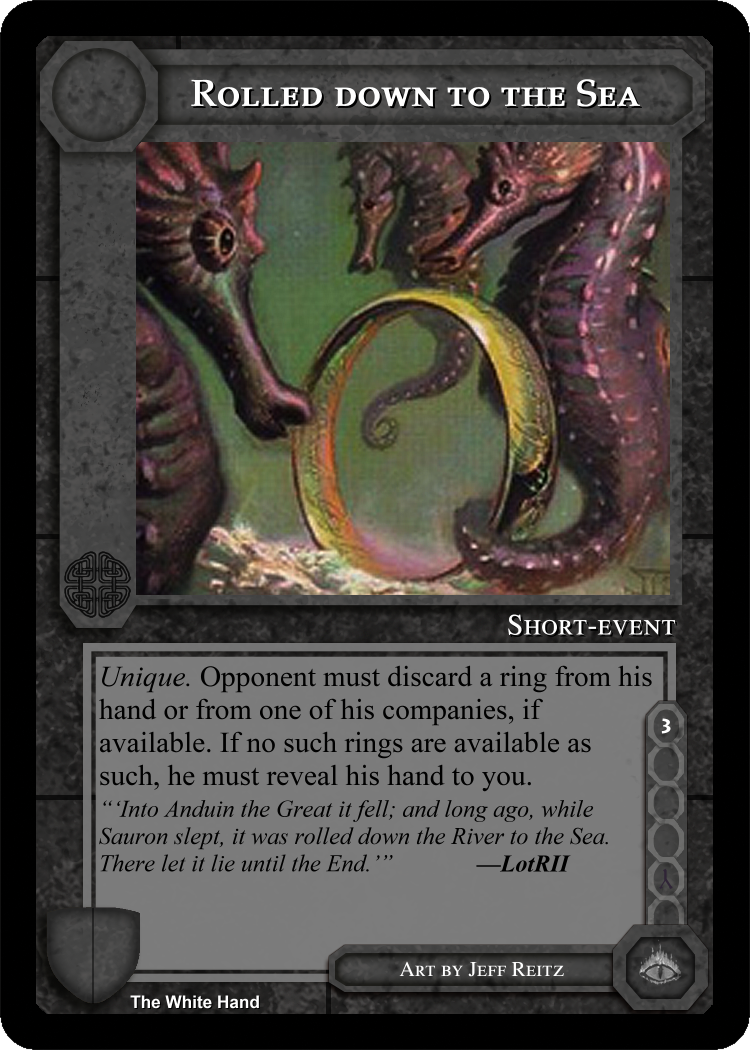 Rolled down to the Sea
Short-event
Unique. Opponent must discard a ring from his
hand or from one of his companies, if
available. If no such rings are available as
such, he must reveal his hand to you.
3
“‘Into Anduin the Great it fell; and long ago, while
Sauron slept, it was rolled down the River to the Sea.
There let it lie until the End.’” —LotRII
Art by Jeff Reitz
The White Hand